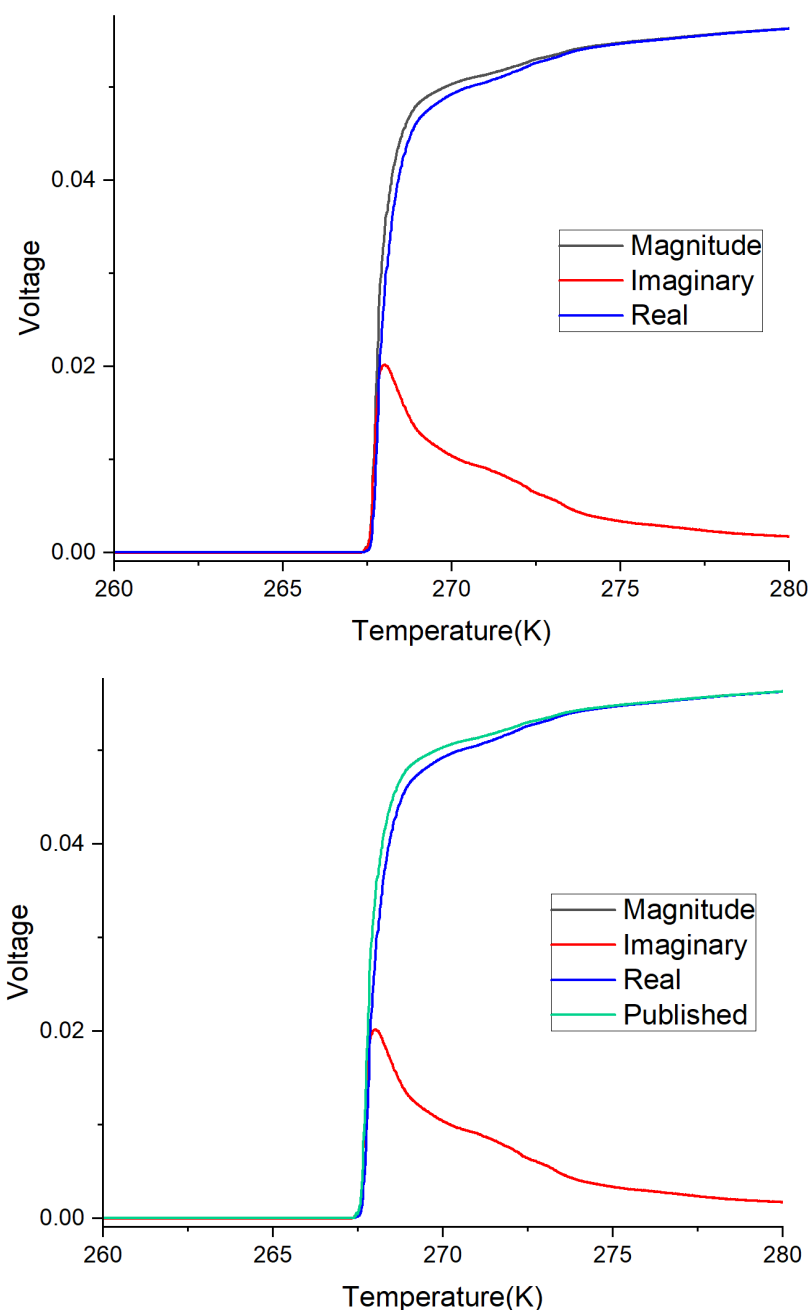 Voltage
0.04
0.02
0.00
Magnitude
Imaginary
Real
260
265
270
275
280
Temperature(K)
Voltage
0.04
0.02
0.00
Magnitude
Imaginary
Real
Published
260
265
270
275
280
Temperature(K)